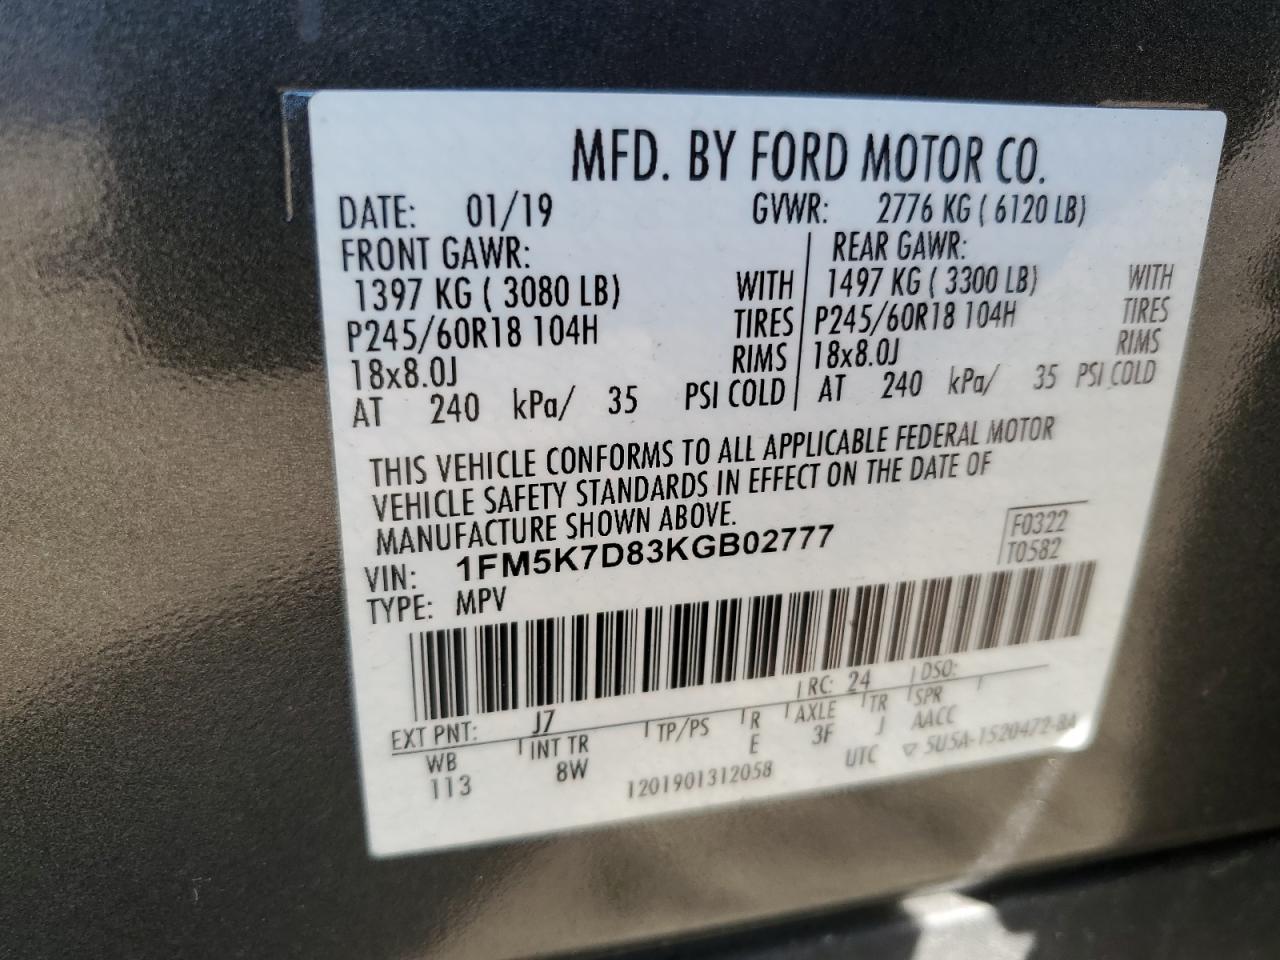 MFD. BY FORD MOTOR CO.
DATE: 01/19 GVWR: 2776 KG ( 6120 LB)
FRONT GAWR: REAR GAWR:
1397 KG ( 3080 LB) WITH 1497 KG ( 3300 LB) WITH
P245/60R18 104H TIRES P245/60R18 104H TIRES
18x8.0J RIMS 18x8.0J RIMS
AT 240 kPa/ 35 PSI COLD AT 240 kPa/ 35 PSI COLD
THIS VEHICLE CONFORMS TO ALL APPLICABLE FEDERAL MOTOR
VEHICLE SAFETY STANDARDS IN EFFECT ON THE DATE OF
MANUFACTURE SHOWN ABOVE.
F0322
VIN: 1FM5K7D83KGB02777
T0582
TYPE: MPV
RC: 24 DSO:
EXT PNT: J7
WB INT TR TP/PS R AXLE TR SPR
113 8W E 3F J AACC
1201901312058 UTC ▽ 5U5A-1520472-BA